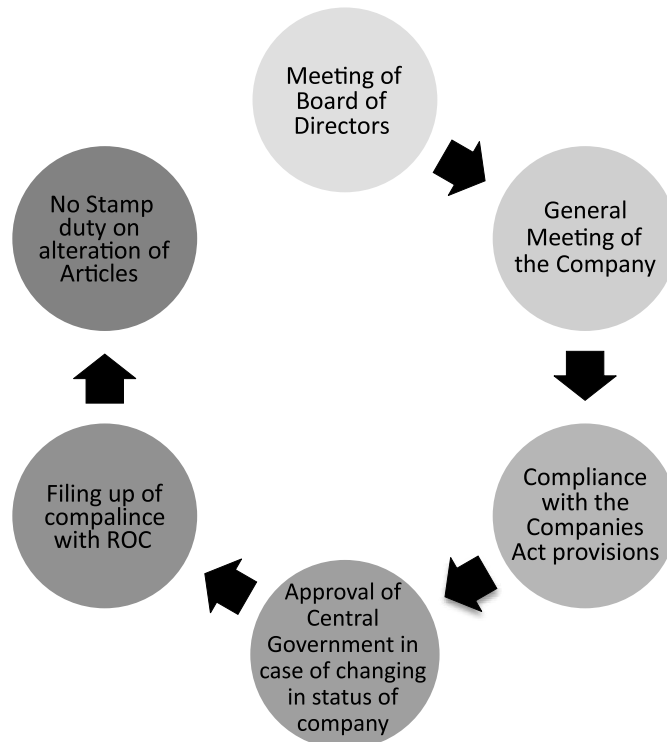 Meeting of
Board of
Directors
General
Meeting of
the Company
Compliance
with the
Companies
Act provisions
Approval of
Central
Government in
case of changing
in status of
company
Filing up of
compalince
with ROC
No Stamp
duty on
alteration of
Articles